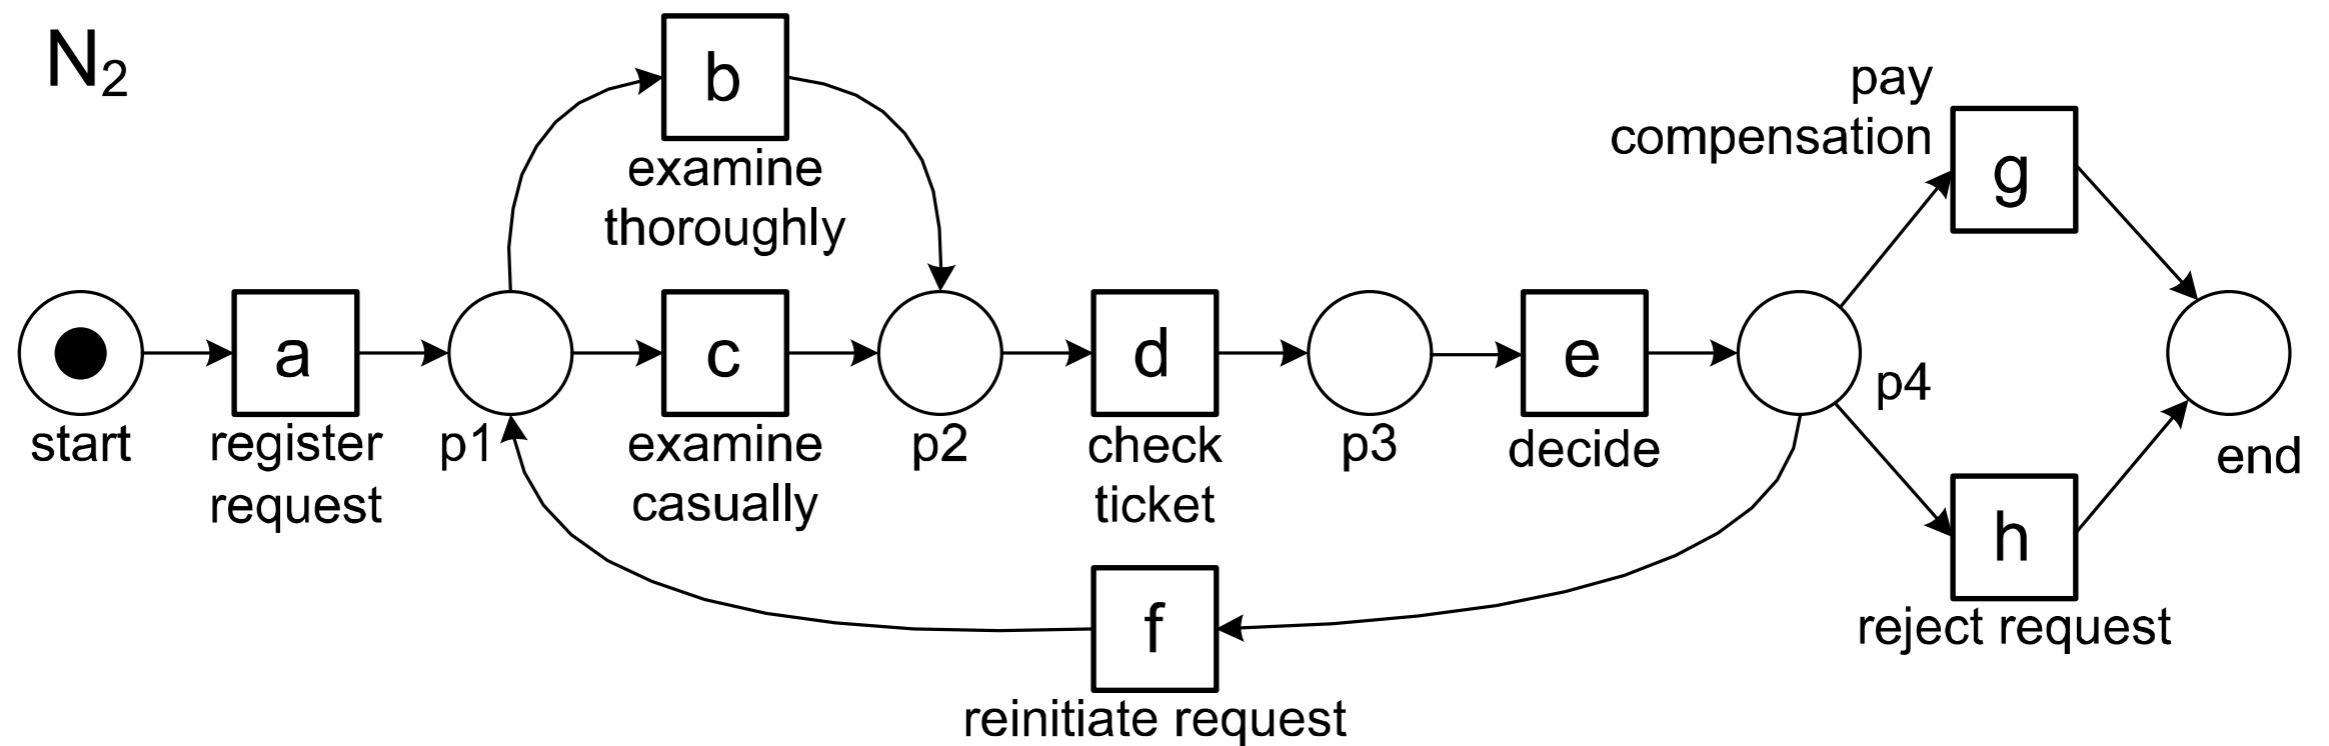 N2
b
examine
thoroughly
pay
compensation
g
start
a
register
request
p1
c
examine
casually
p2
d
check
ticket
p3
e
decide
p4
end
h
reject request
f
reinitiate request